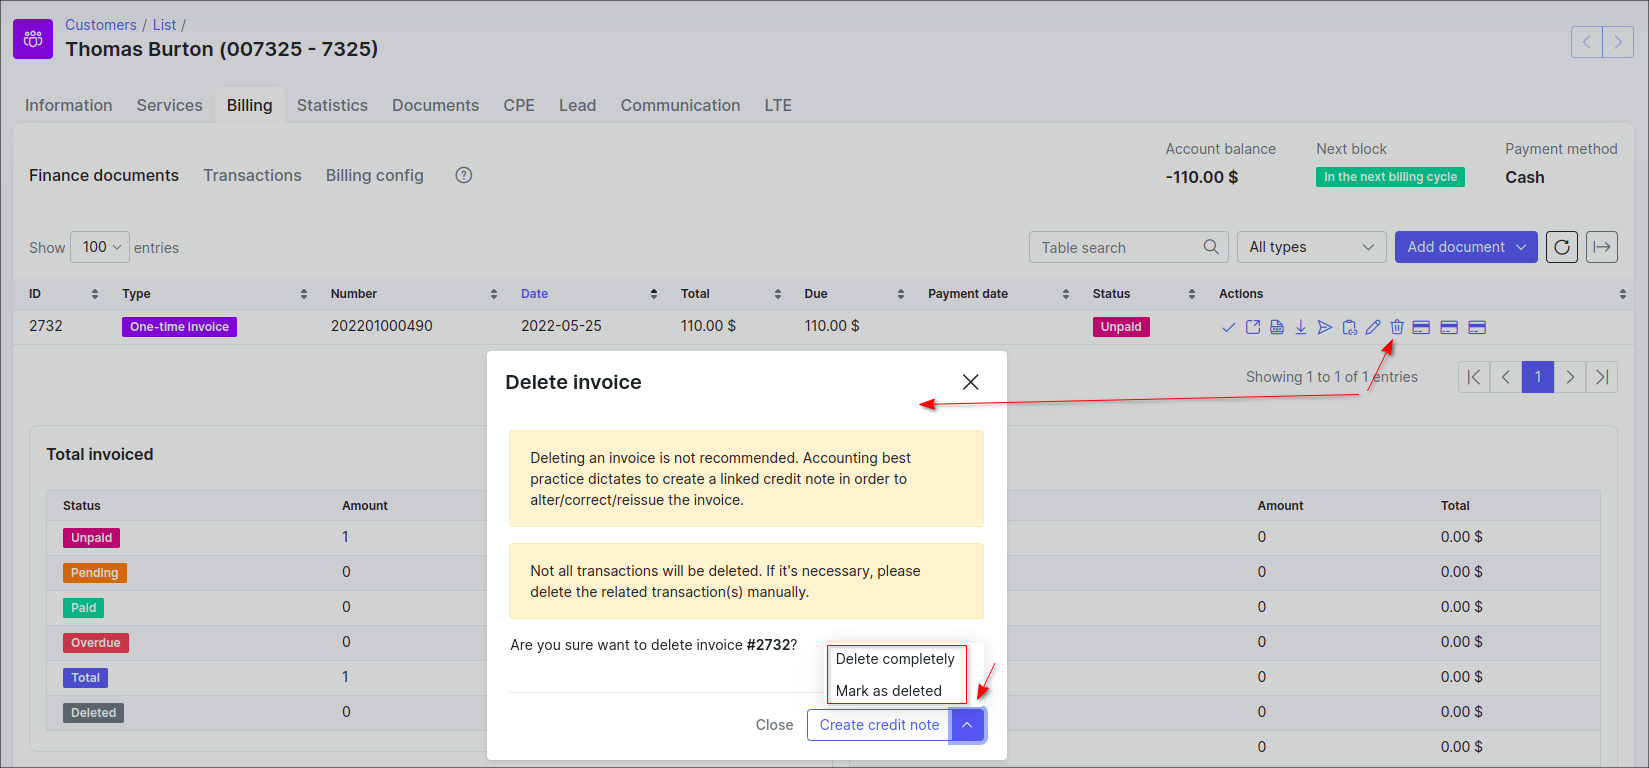 Customers / List /
Thomas Burton (007325 - 7325)
Information Services Billing Statistics Documents CPE Lead Communication LTE
Account balance Next block Payment method
Finance documents Transactions Billing config ?
-110.00 $ In the next billing cycle Cash
Show 100 entries Table search All types Add document
ID Type Number Date Total Due Payment date Status Actions
2732 One-time invoice 202201000490 2022-05-25 110.00 $ 110.00 $ Unpaid
Showing 1 to 1 of 1 entries 1
Delete invoice
Deleting an invoice is not recommended. Accounting best
practice dictates to create a linked credit note in order to
alter/correct/reissue the invoice.
Not all transactions will be deleted. If it's necessary, please
delete the related transaction(s) manually.
Are you sure want to delete invoice #2732?
Delete completely
Mark as deleted
Close Create credit note
Total invoiced
Status Amount
Unpaid 1
Pending 0
Paid 0
Overdue 0
Total 1
Deleted 0
Amount Total
0 0.00 $
0 0.00 $
0 0.00 $
0 0.00 $
0 0.00 $
0 0.00 $
0 0.00 $